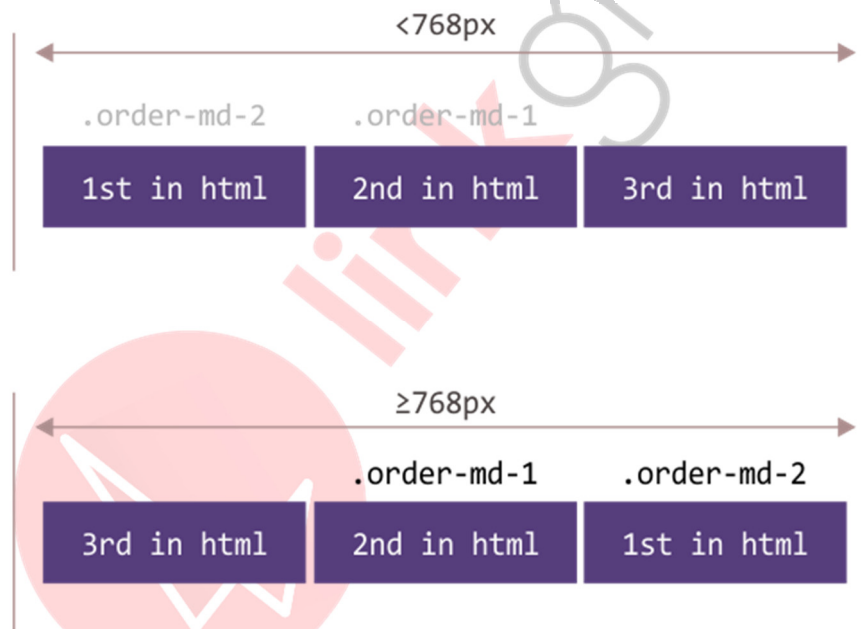 <768px
.order-md-2 .order-md-1
1st in html 2nd in html 3rd in html
link
≥768px
.order-md-1 .order-md-2
3rd in html 2nd in html 1st in html